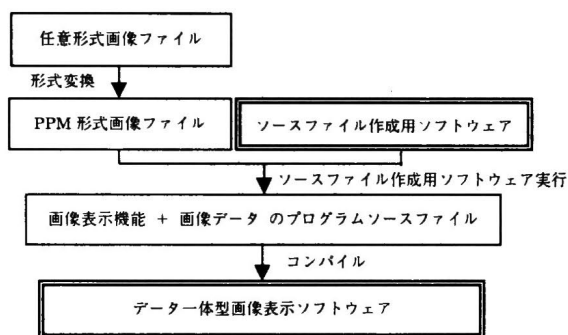 任意形式画像ファイル
形式変換
PPM 形式画像ファイル
ソースファイル作成用ソフトウェア
ソースファイル作成用ソフトウェア実行
画像表示機能 + 画像データ のプログラムソースファイル
コンパイル
データ一体型画像表示ソフトウェア